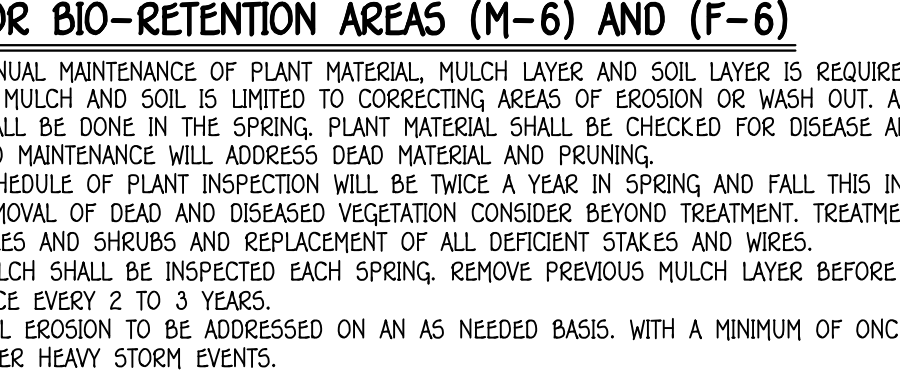 OR BIO-RETENTION AREAS (M-6) AND (F-6)
NUAL MAINTENANCE OF PLANT MATERIAL, MULCH LAYER AND SOIL LAYER IS REQUIRE
MULCH AND SOIL IS LIMITED TO CORRECTING AREAS OF EROSION OR WASH OUT. A
ALL BE DONE IN THE SPRING. PLANT MATERIAL SHALL BE CHECKED FOR DISEASE A
D MAINTENANCE WILL ADDRESS DEAD MATERIAL AND PRUNING.
HEDULE OF PLANT INSPECTION WILL BE TWICE A YEAR IN SPRING AND FALL THIS IN
MOVAL OF DEAD AND DISEASED VEGETATION CONSIDER BEYOND TREATMENT. TREATME
ES AND SHRUBS AND REPLACEMENT OF ALL DEFICIENT STAKES AND WIRES.
LCH SHALL BE INSPECTED EACH SPRING. REMOVE PREVIOUS MULCH LAYER BEFORE
CE EVERY 2 TO 3 YEARS.
L EROSION TO BE ADDRESSED ON AN AS NEEDED BASIS. WITH A MINIMUM OF ONC
ER HEAVY STORM EVENTS.